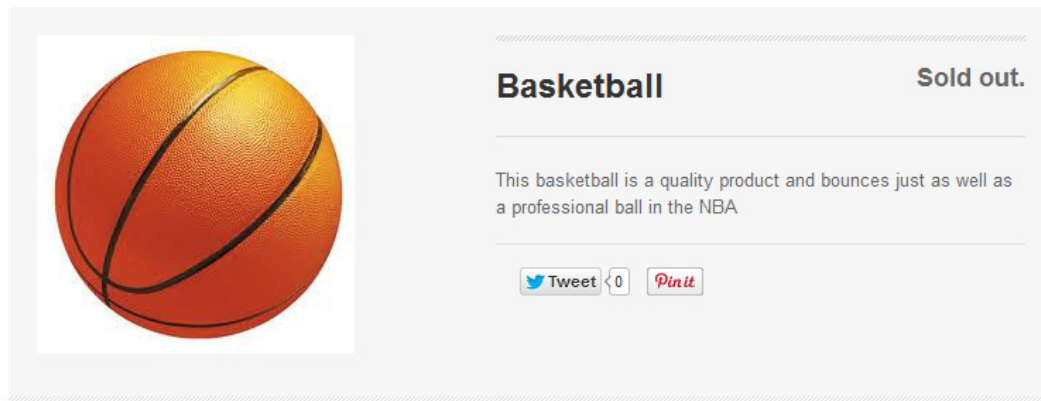 Basketball
Sold out.
This basketball is a quality product and bounces just as well as
a professional ball in the NBA
Tweet 0 Pin it